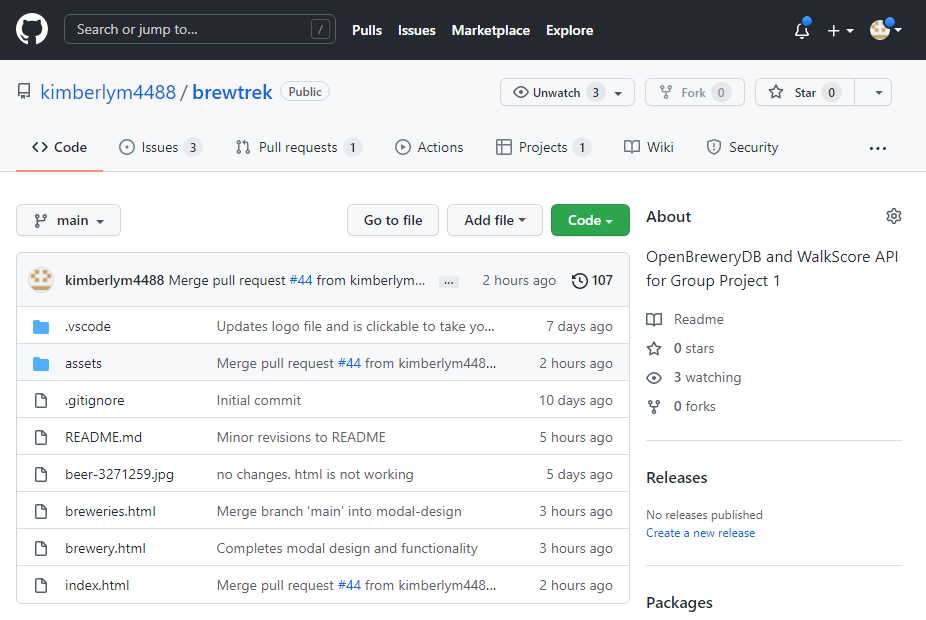 Search or jump to... / Pulls Issues Marketplace Explore
kimberlym4488 / brewtrek Public Unwatch 3 Fork 0 Star 0
Code Issues 3 Pull requests 1 Actions Projects 1 Wiki Security ...
main Go to file Add file Code
kimberlym4488 Merge pull request #44 from kimberlym... ... 2 hours ago 107
.vscode Updates logo file and is clickable to take yo... 7 days ago
assets Merge pull request #44 from kimberlym448... 2 hours ago
.gitignore Initial commit 10 days ago
README.md Minor revisions to README 5 hours ago
beer-3271259.jpg no changes. html is not working 5 days ago
breweries.html Merge branch 'main' into modal-design 3 hours ago
brewery.html Completes modal design and functionality 3 hours ago
index.html Merge pull request #44 from kimberlym448... 2 hours ago
About
OpenBreweryDB and WalkScore API
for Group Project 1
Readme
0 stars
3 watching
0 forks
Releases
No releases published
Create a new release
Packages